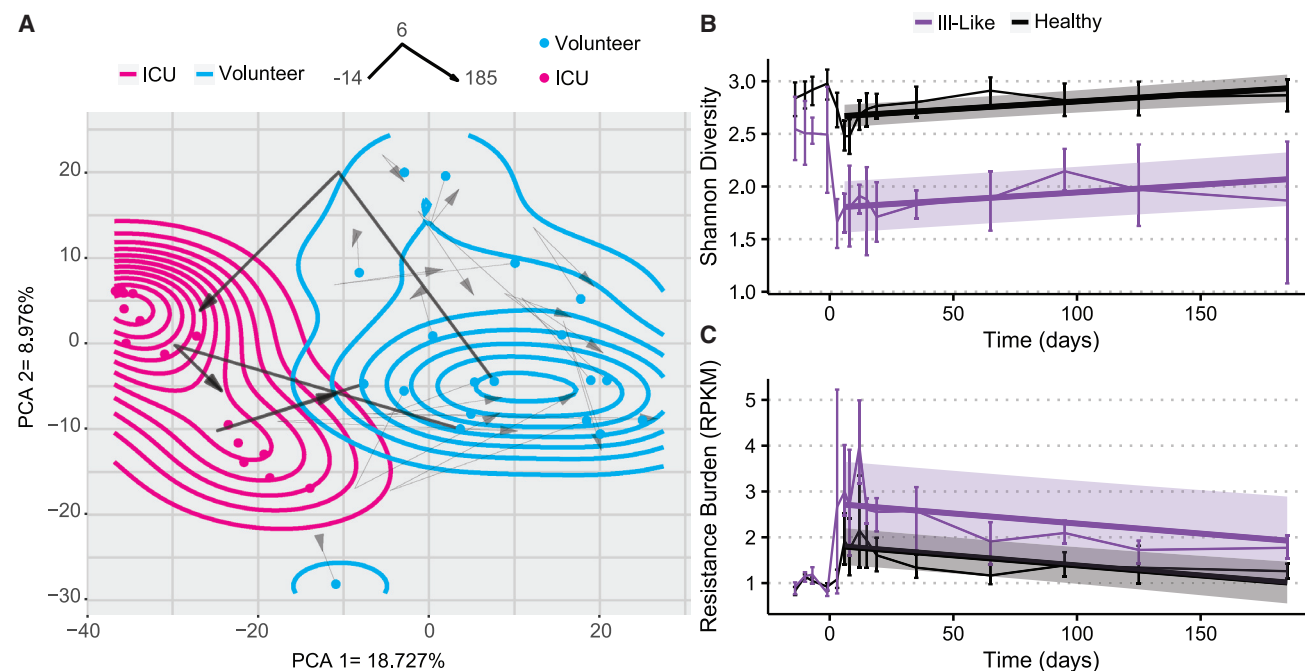 A
6
-14
185
ICU
Volunteer
Volunteer
ICU
20
10
0
−10
−20
−30
−40
−20
0
20
PCA 2= 8.976%
PCA 1= 18.727%
Ill-Like
Healthy
B
3.0
2.5
2.0
1.5
1.0
Shannon Diversity
0
50
100
150
Time (days)
C
5
4
3
2
1
Resistance Burden (RPKM)
0
50
100
150
Time (days)